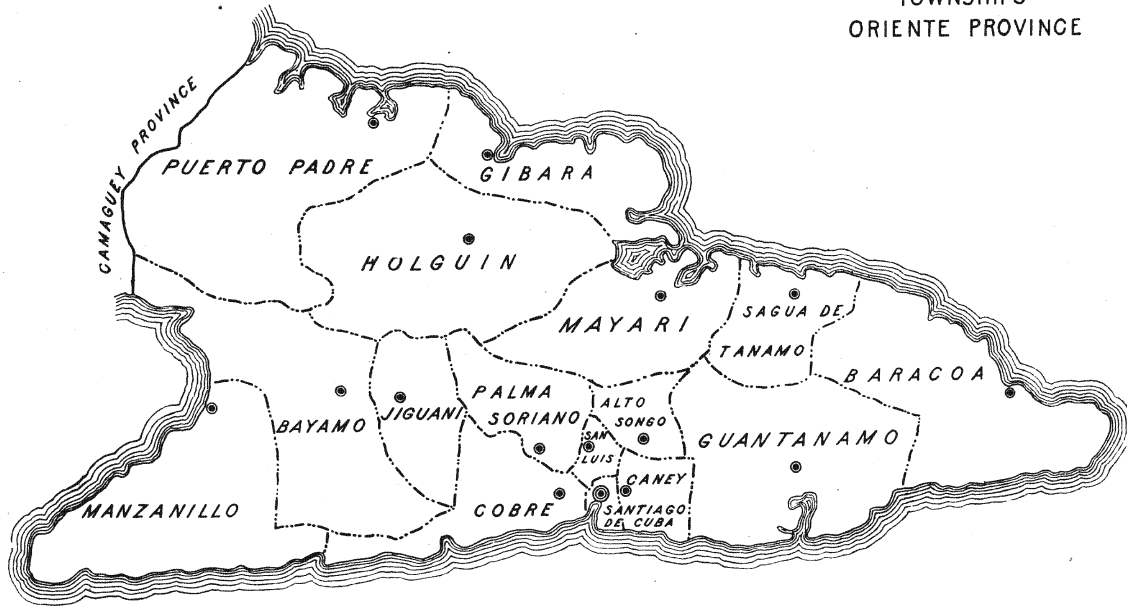 TOWNSHIPS
ORIENTE PROVINCE
CAMAGUEY PROVINCE
PUERTO PADRE
GIBARA
HOLGUIN
MAYARI
SAGUA DE
TANAMO
BARACOA
PALMA
SORIANO
ALTO
SONGO
JIGUANI
BAYAMO
SAN
LUIS
GUANTANAMO
CANEY
MANZANILLO
COBRE
SANTIAGO
DE CUBA